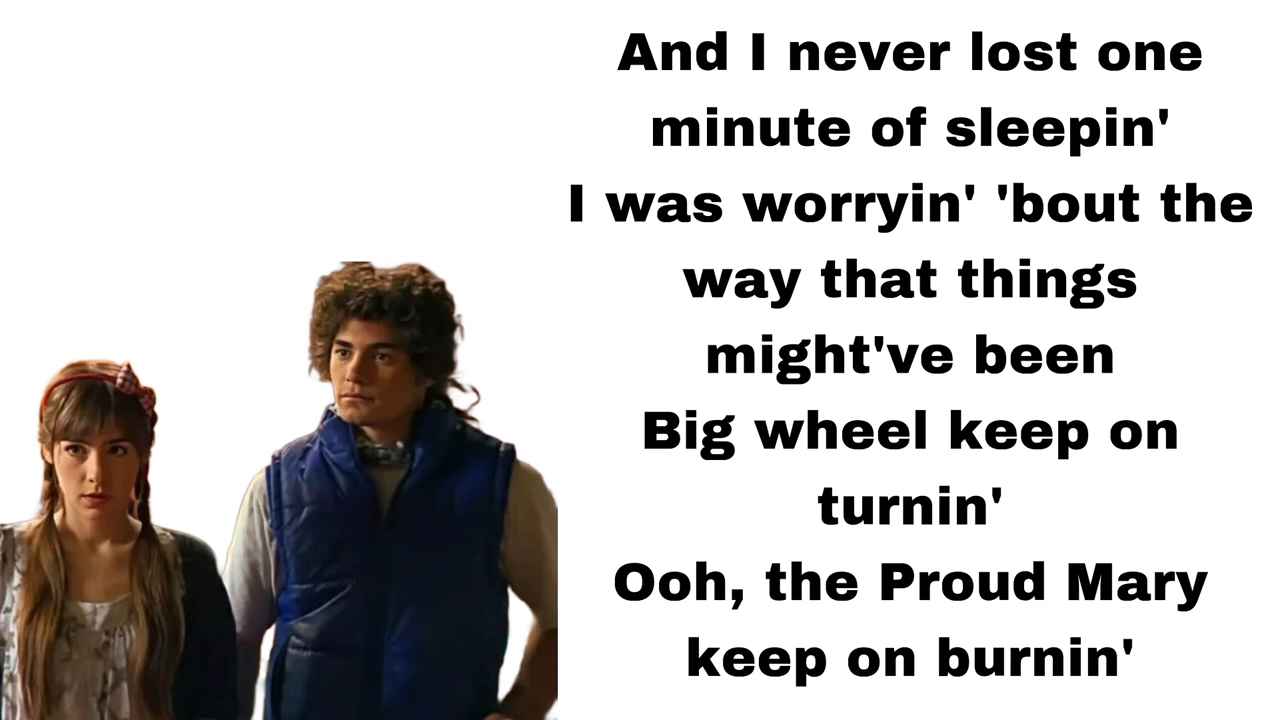 And I never lost one
minute of sleepin'
I was worryin' 'bout the
way that things
might've been
Big wheel keep on
turnin'
Ooh, the Proud Mary
keep on burnin'